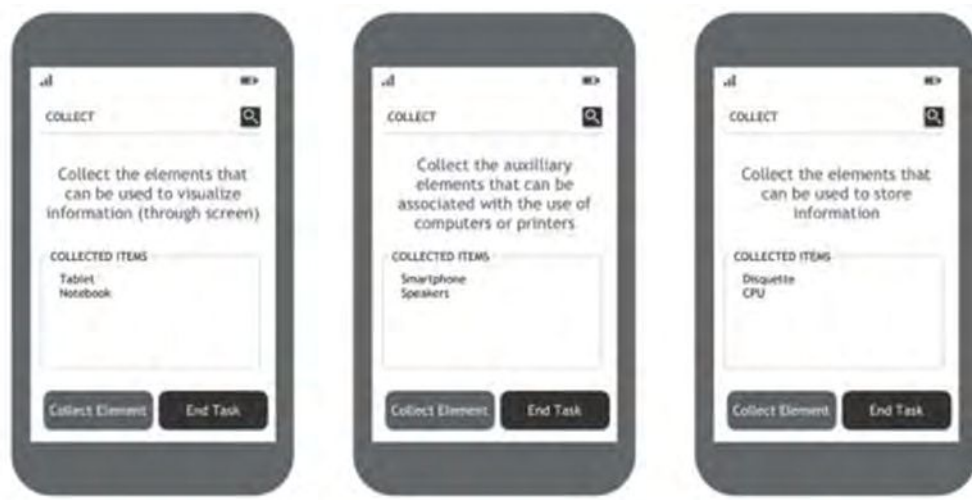 COLLECT
Collect the elements that
can be used to visualize
information (through screen)
COLLECTED ITEMS
Tablet
Notebook
Collect Element
End Task
COLLECT
Collect the auxilliary
elements that can be
associated with the use of
computers or printers
COLLECTED ITEMS
Smartphone
Speakers
Collect Element
End Task
COLLECT
Collect the elements that
can be used to store
information
COLLECTED ITEMS
Disquette
CPU
Collect Element
End Task